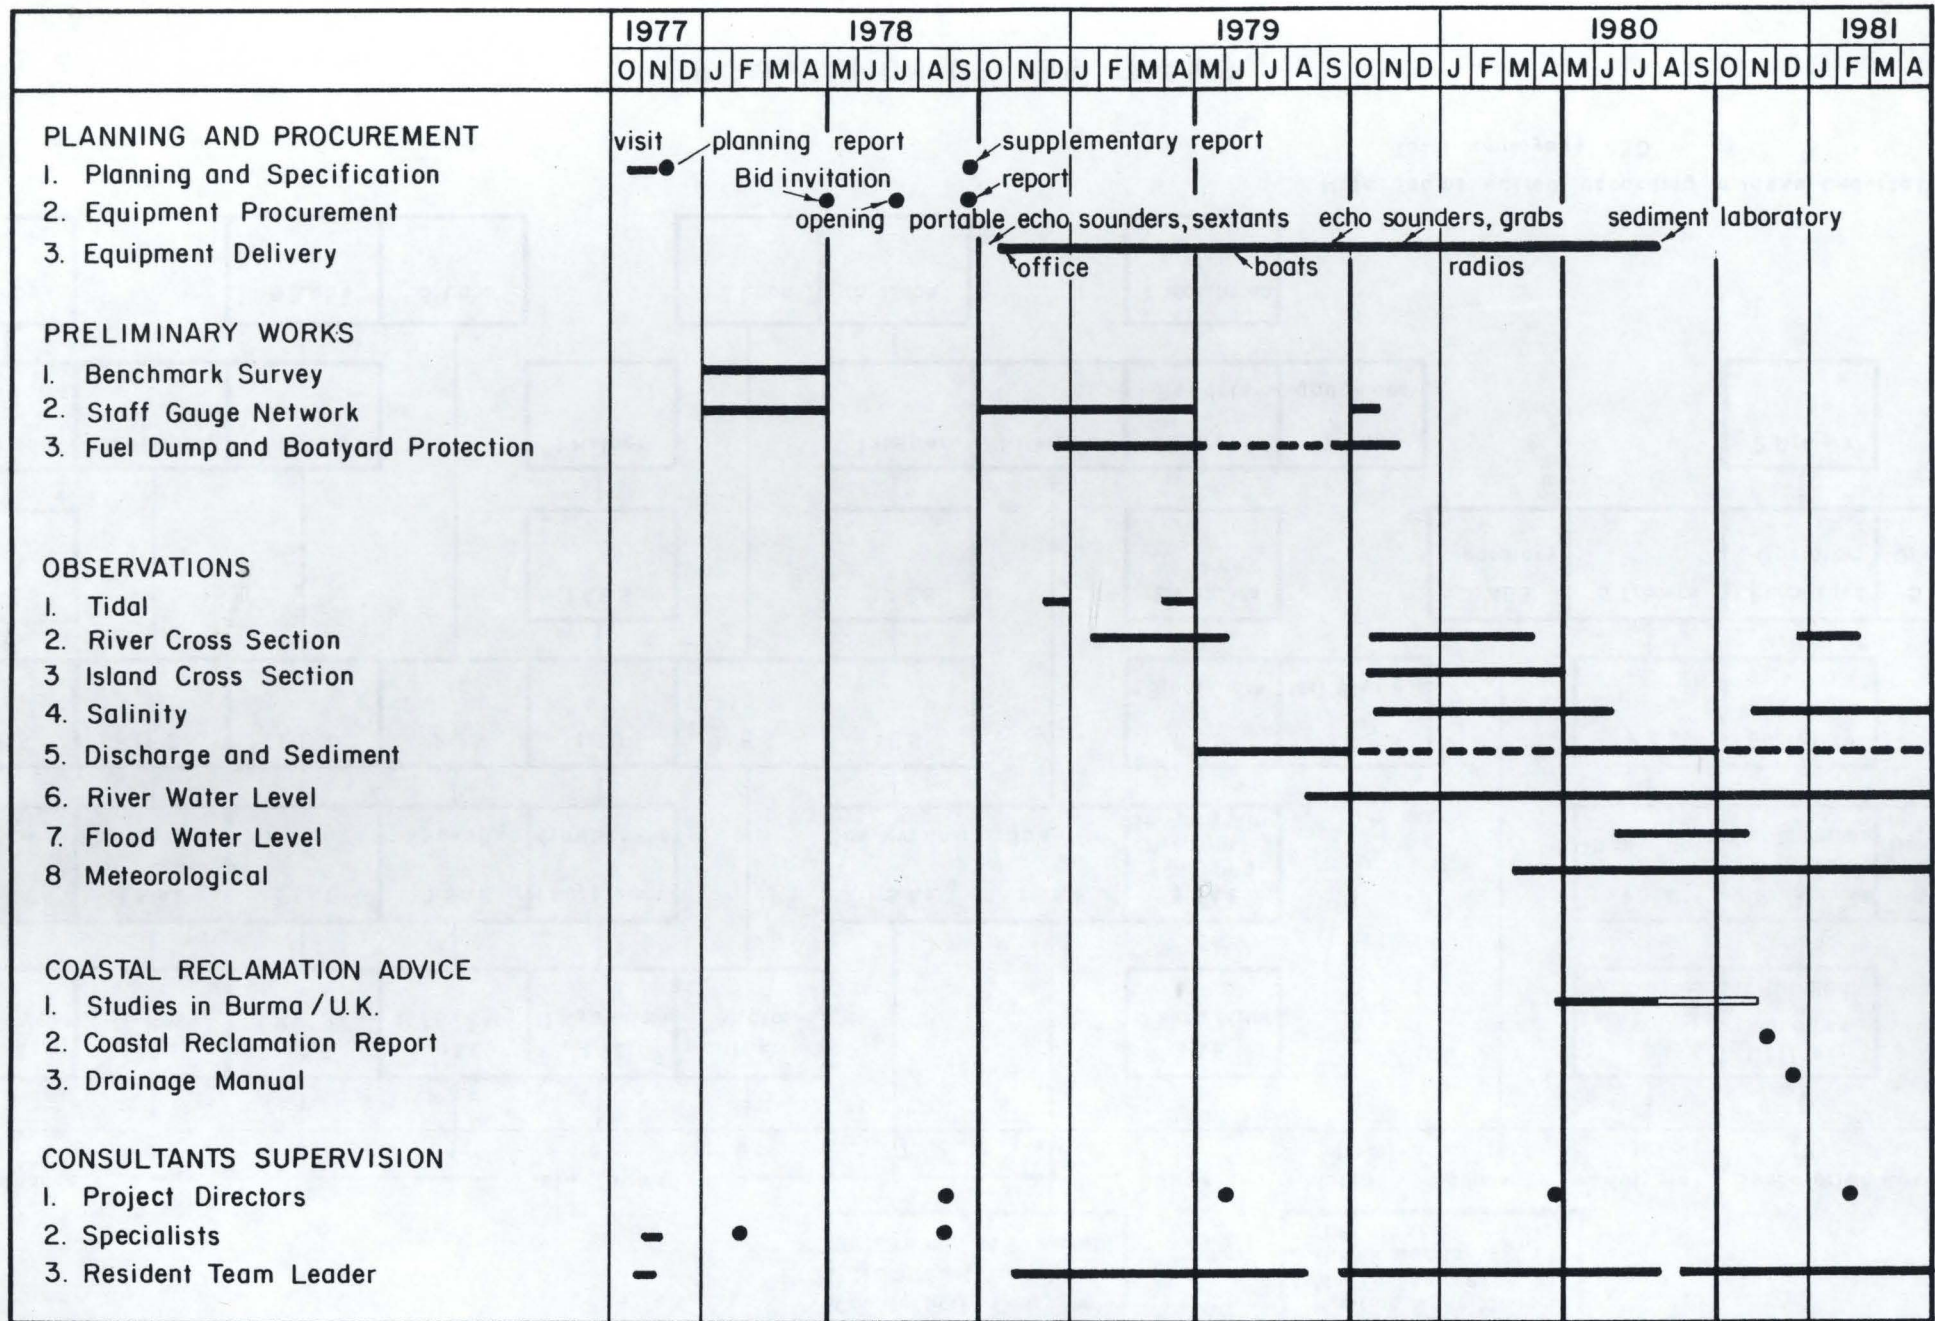 1977 1978 1979 1980 1981
O N D J F M A M J J A S O N D J F M A M J J A S O N D J F M A M J J A S O N D J F M A
PLANNING AND PROCUREMENT
visit planning report supplementary report
1. Planning and Specification
Bid invitation report
2. Equipment Procurement
opening portable echo sounders, sextants echo sounders, grabs sediment laboratory
3. Equipment Delivery
office boats radios
PRELIMINARY WORKS
1. Benchmark Survey
2. Staff Gauge Network
3. Fuel Dump and Boatyard Protection
OBSERVATIONS
1. Tidal
2. River Cross Section
3 Island Cross Section
4. Salinity
5. Discharge and Sediment
6. River Water Level
7. Flood Water Level
8 Meteorological
COASTAL RECLAMATION ADVICE
1. Studies in Burma / U.K.
2. Coastal Reclamation Report
3. Drainage Manual
CONSULTANTS SUPERVISION
1. Project Directors
2. Specialists
3. Resident Team Leader